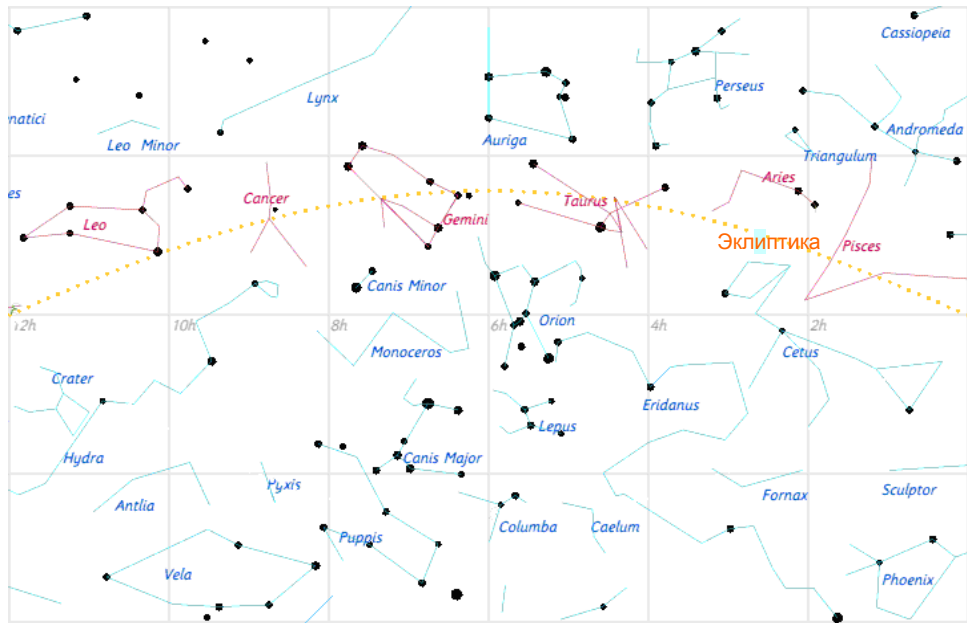 Cassiopeia
Lynx
Perseus
natici
Andromeda
Auriga
Leo Minor
Triangulum
es
Aries
Cancer
Taurus
Gemini
Leo
Эклиптика
Pisces
Canis Minor
Orion
12h
10h
8h
6h
4h
2h
Monoceros
Cetus
Crater
Eridanus
Lepus
Hydra
Canis Major
Pyxis
Sculptor
Fornax
Antlia
Columba
Caelum
Puppis
Vela
Phoenix